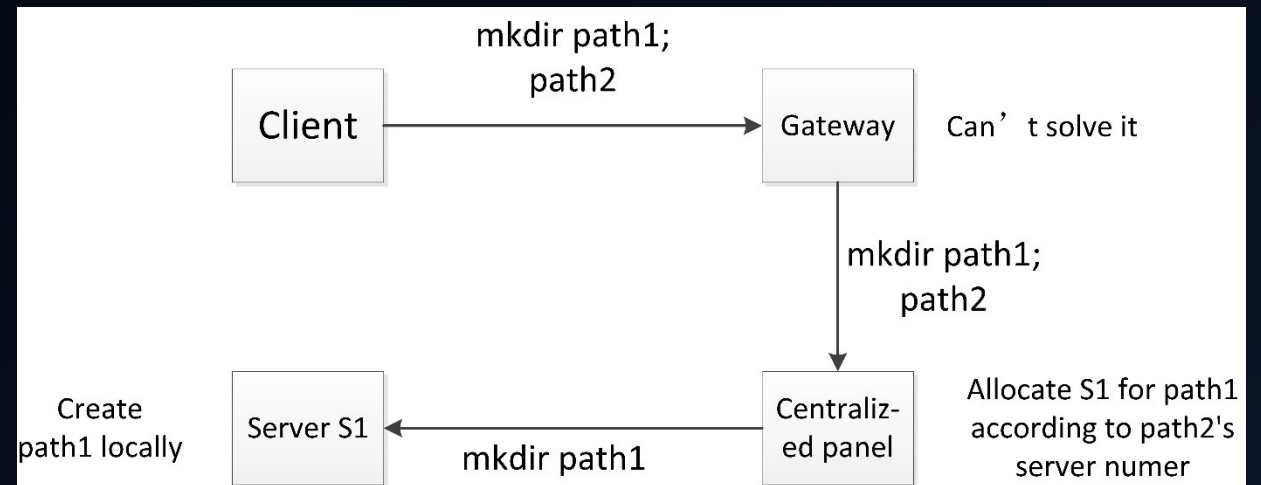 mkdir path1;
path2
Client
Gateway
Can’ t solve it
mkdir path1;
path2
Create
path1 locally
Server S1
mkdir path1
Centraliz-
ed panel
Allocate S1 for path1
according to path2's
server numer